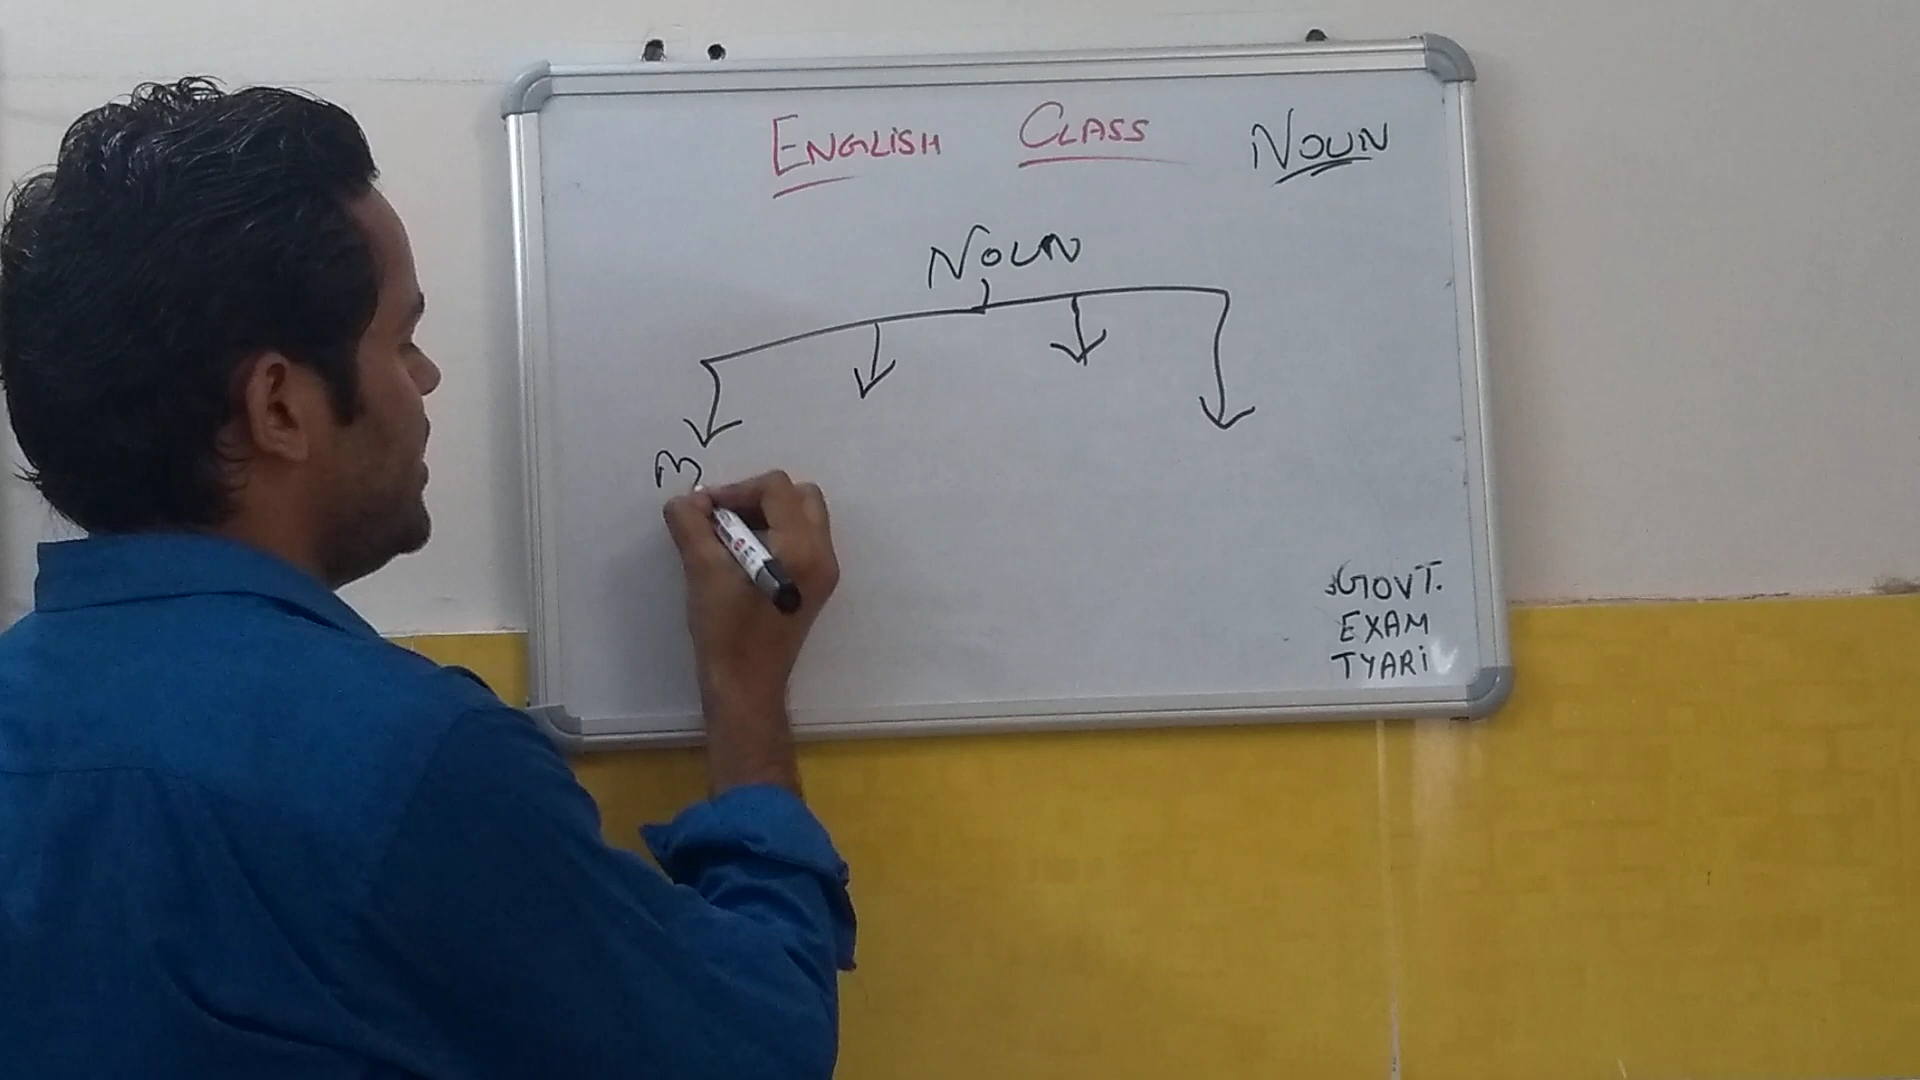 ENGLISH CLASS NOUN
NOUN
GOVT.
EXAM
TYARI